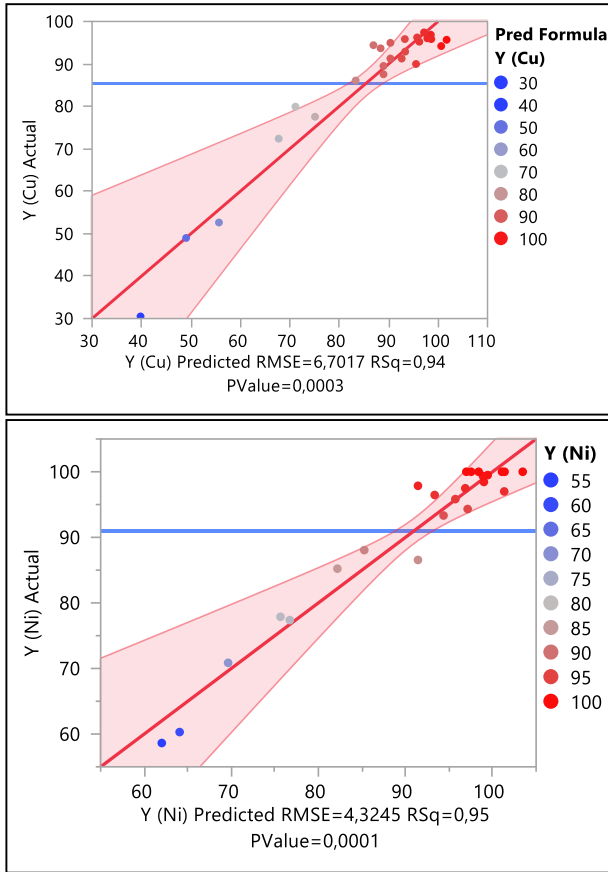 100
90
80
70
60
50
40
30
Y (Cu) Actual
30 40 50 60 70 80 90 100 110
Y (Cu) Predicted RMSE=6,7017 RSq=0,94
PValue=0,0003
Pred Formula
Y (Cu)
30
40
50
60
70
80
90
100
100
90
80
70
60
Y (Ni) Actual
60 70 80 90 100
Y (Ni) Predicted RMSE=4,3245 RSq=0,95
PValue=0,0001
Y (Ni)
55
60
65
70
75
80
85
90
95
100